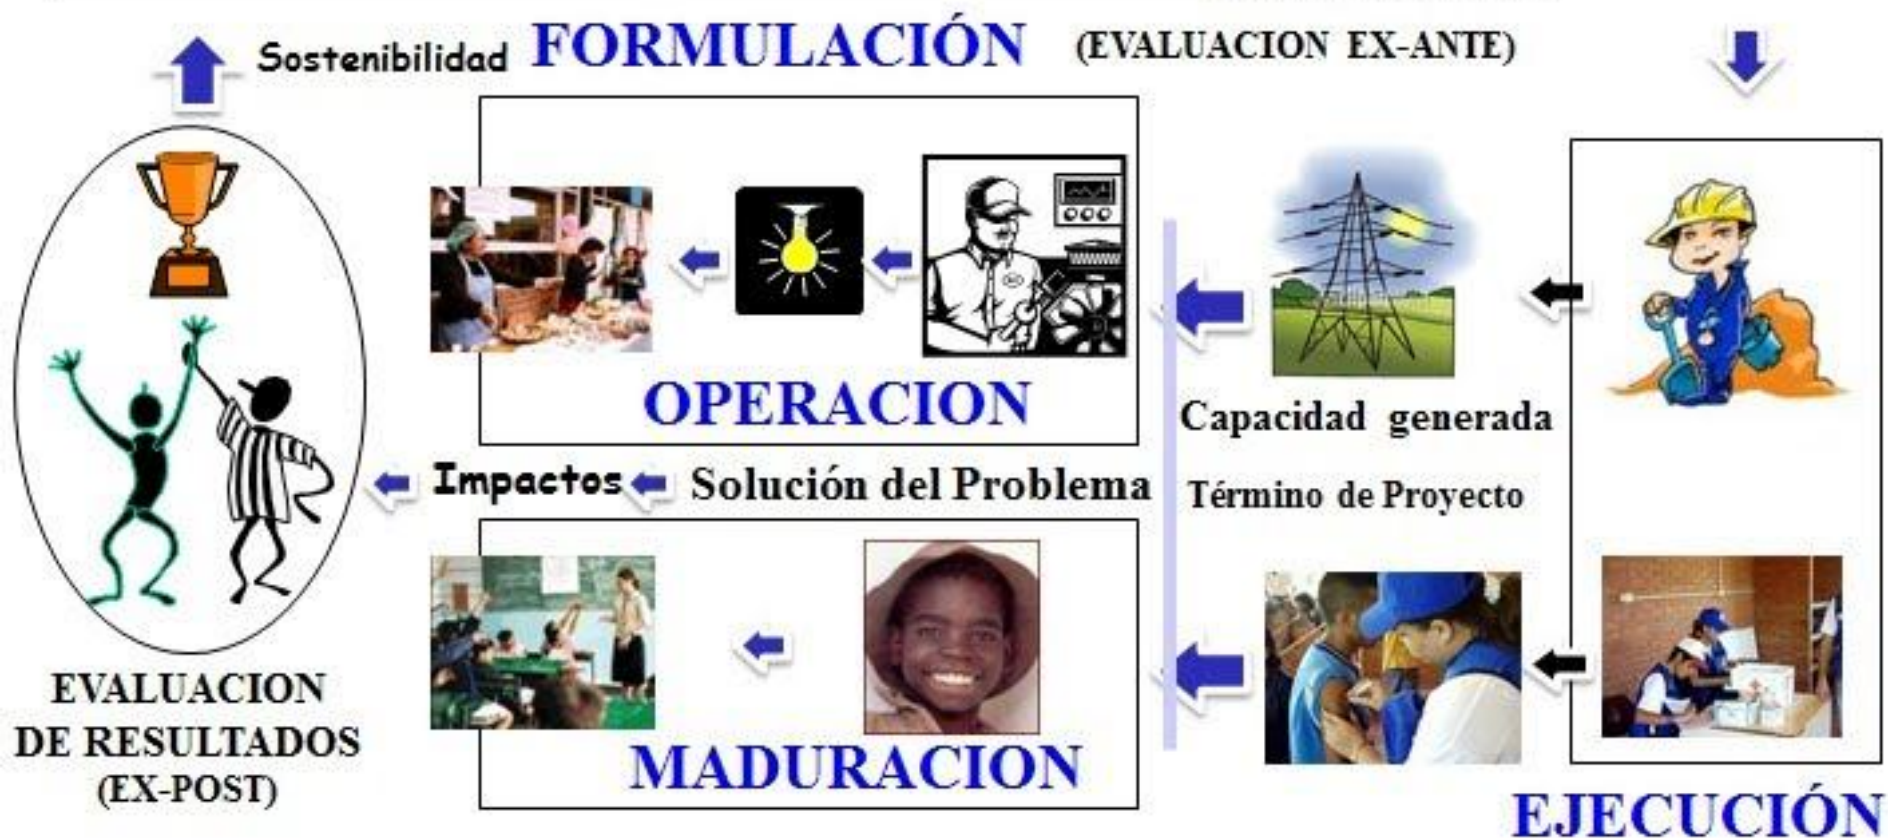 Sostenibilidad FORMULACIÓN (EVALUACION EX-ANTE)
OPERACION
Capacidad generada
Impactos Solución del Problema
Término de Proyecto
EVALUACION
DE RESULTADOS
(EX-POST)
MADURACION
EJECUCIÓN